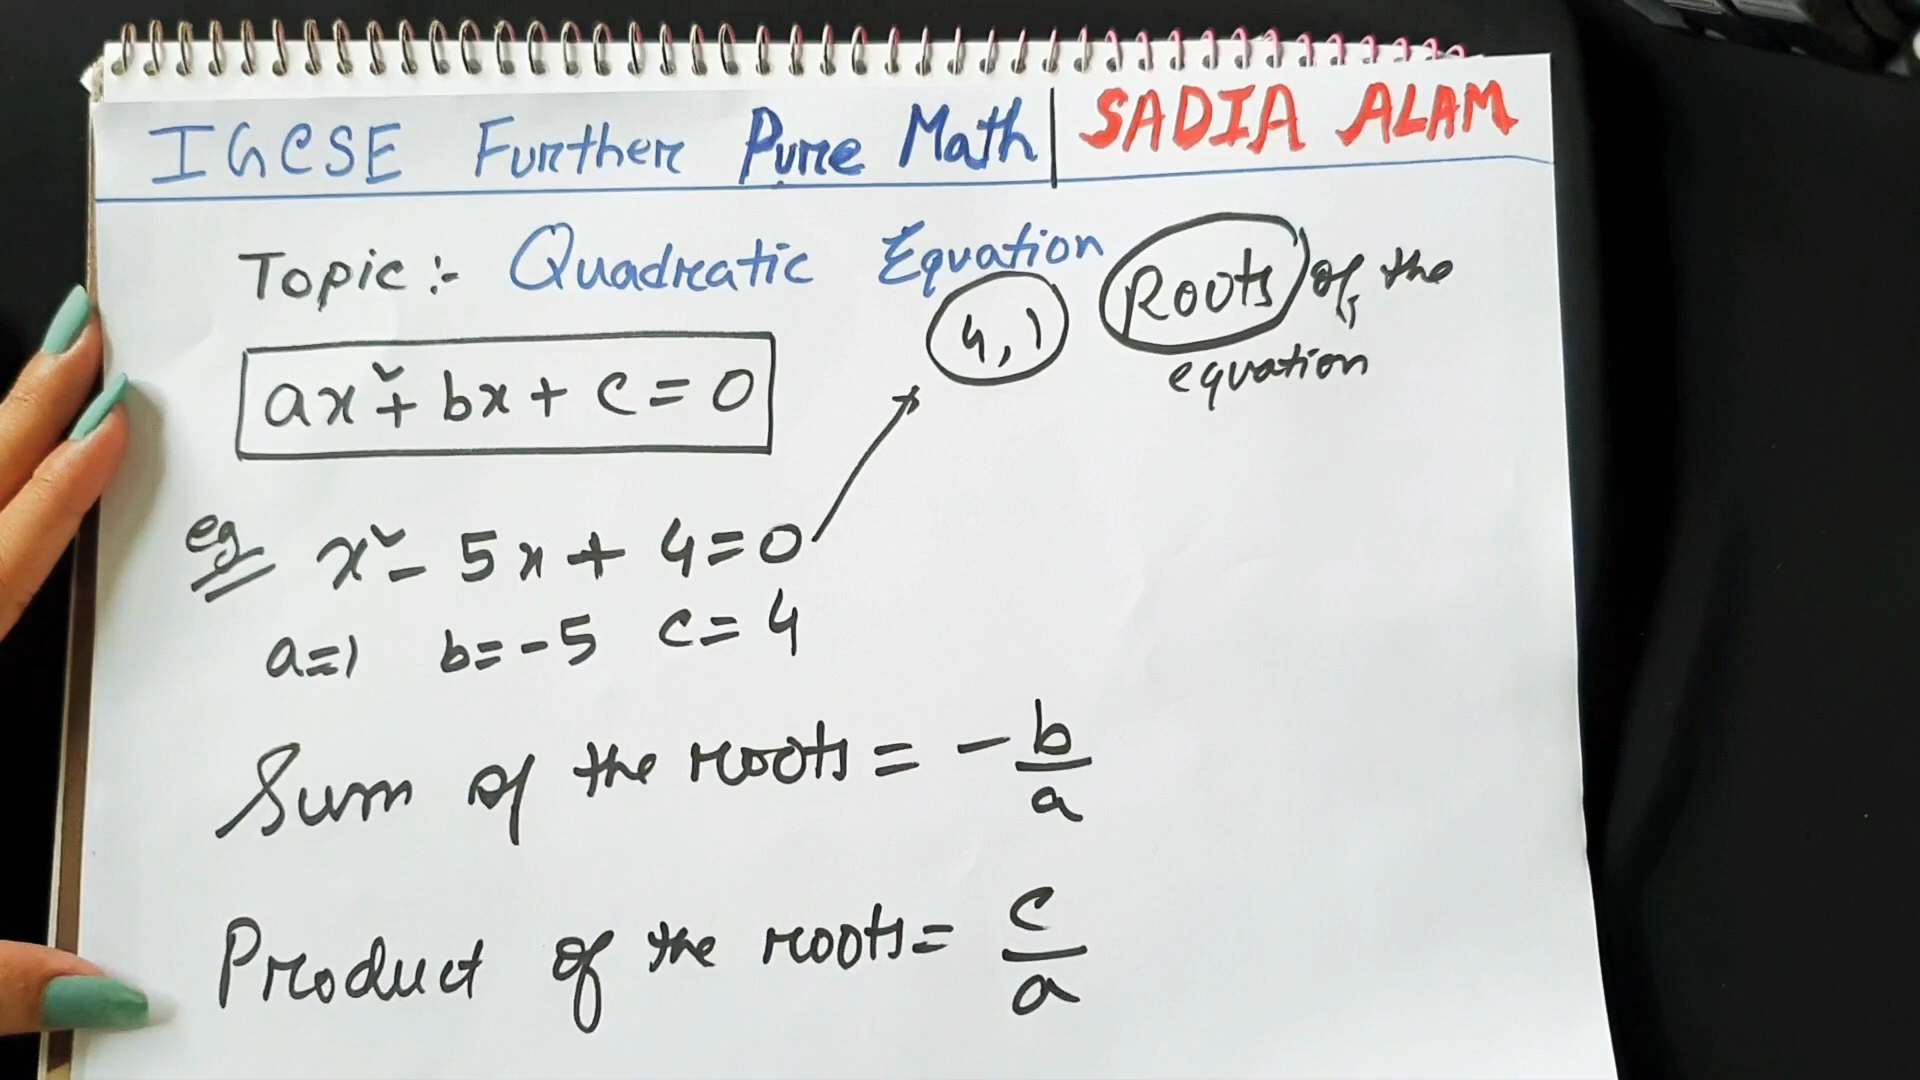 IGCSE Further Pure Math | SADIA ALAM
Topic :- Quadratic Equation
Roots of the
equation
4, 1
ax² + bx + c = 0
eg x² - 5x + 4 = 0
a=1 b=-5 c=4
Sum of the roots = - b/a
Product of the roots = c/a